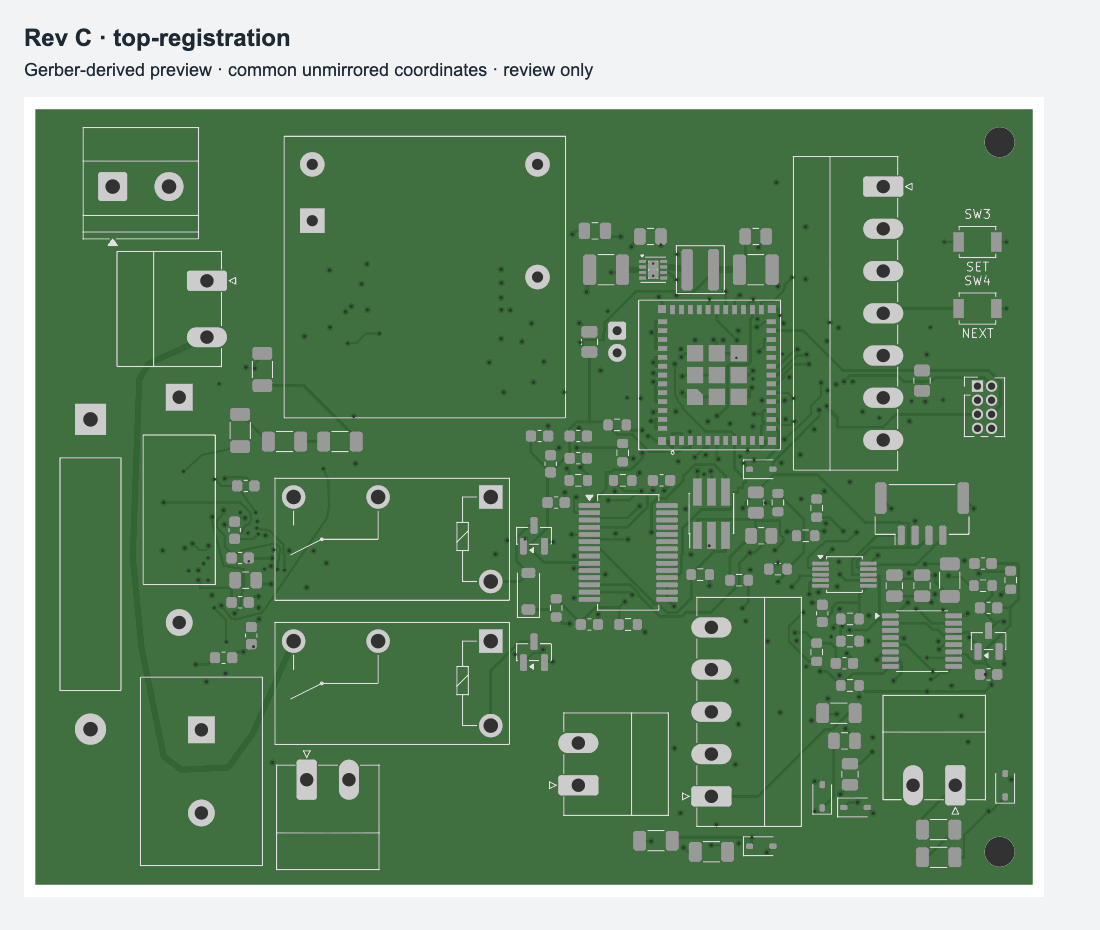 Rev C · top-registration
Gerber-derived preview · common unmirrored coordinates · review only
SW3
SET
SW4
NEXT